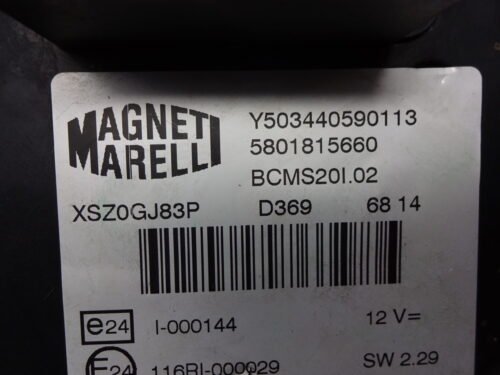 MAGNETI
MARELLI
Y503440590113
5801815660
BCMS20I.02
XSZ0GJ83P D369 68 14
e24 I-000144 12 V=
E24 116RI-000029 SW 2.29